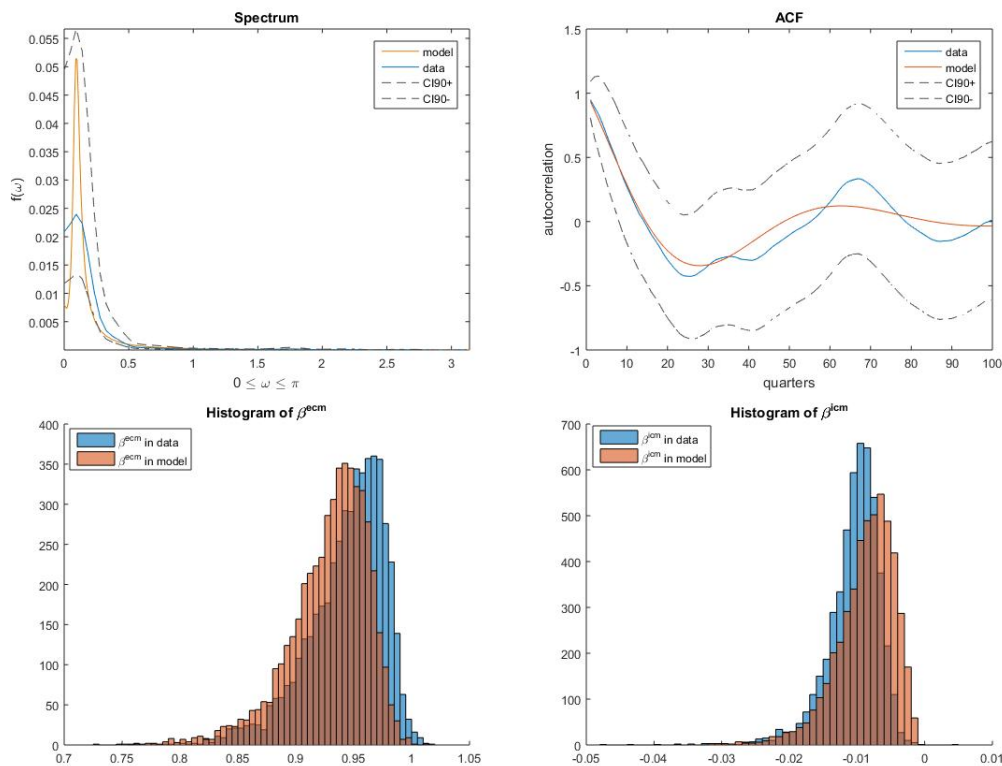 Spectrum
0.055
0.05
0.045
0.04
0.035
0.03
0.025
0.02
0.015
0.01
0.005
f(ω)
model
data
CI90+
CI90-
0 0.5 1 1.5 2 2.5 3
0 ≤ ω ≤ π
ACF
1.5
1
0.5
0
-0.5
-1
autocorrelation
data
model
CI90+
CI90-
0 10 20 30 40 50 60 70 80 90 100
quarters
Histogram of β^ecm
400
350
300
250
200
150
100
50
0
β^ecm in data
β^ecm in model
0.7 0.75 0.8 0.85 0.9 0.95 1 1.05
Histogram of β^icm
700
600
500
400
300
200
100
0
β^icm in data
β^icm in model
-0.05 -0.04 -0.03 -0.02 -0.01 0 0.01